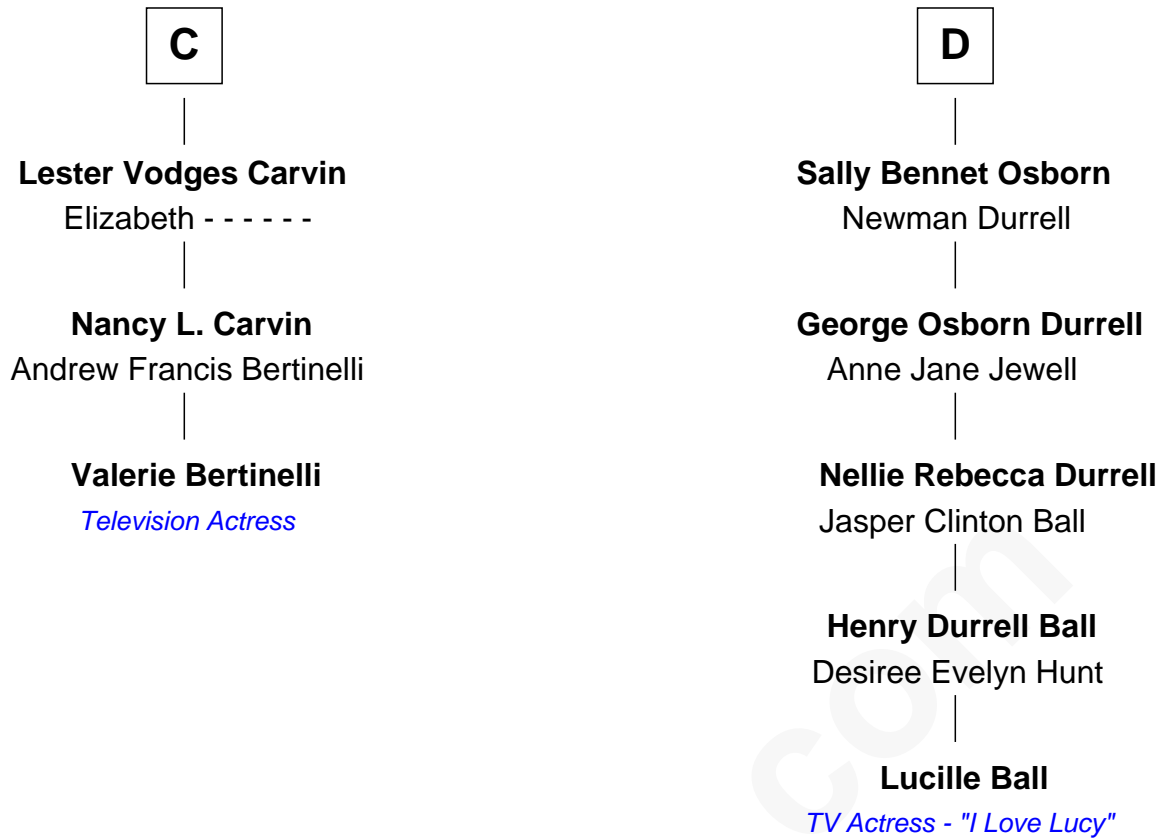 C
Lester Vodges Carvin
Elizabeth - - - - - -
Nancy L. Carvin
Andrew Francis Bertinelli
Valerie Bertinelli
Television Actress
D
Sally Bennet Osborn
Newman Durrell
George Osborn Durrell
Anne Jane Jewell
Nellie Rebecca Durrell
Jasper Clinton Ball
Henry Durrell Ball
Desiree Evelyn Hunt
Lucille Ball
TV Actress - "I Love Lucy"
com